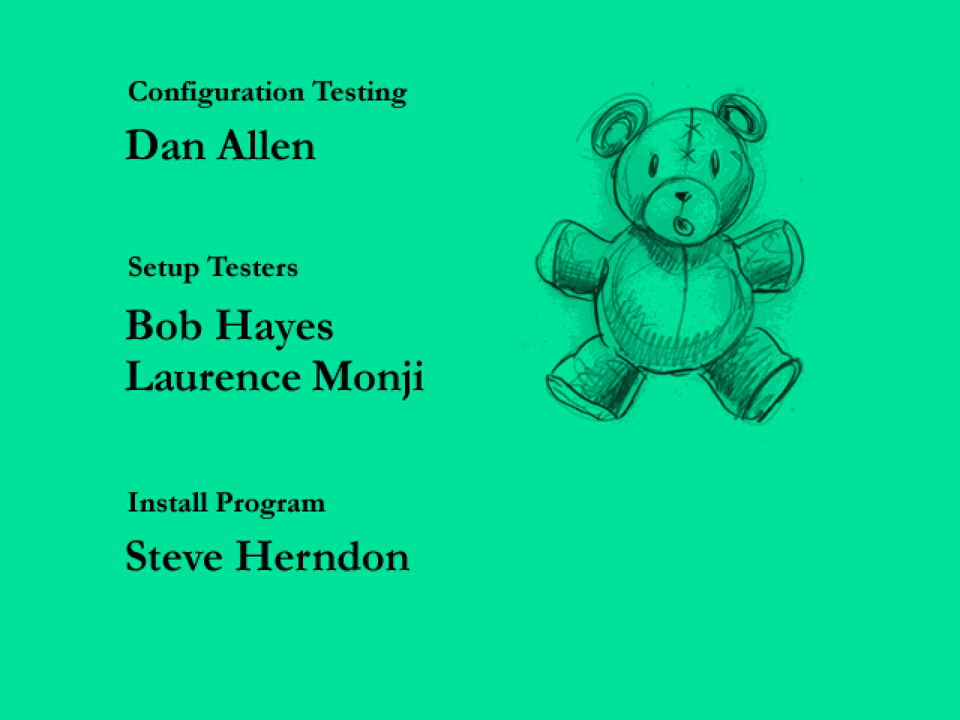 Configuration Testing
Dan Allen
Setup Testers
Bob Hayes
Laurence Monji
Install Program
Steve Herndon